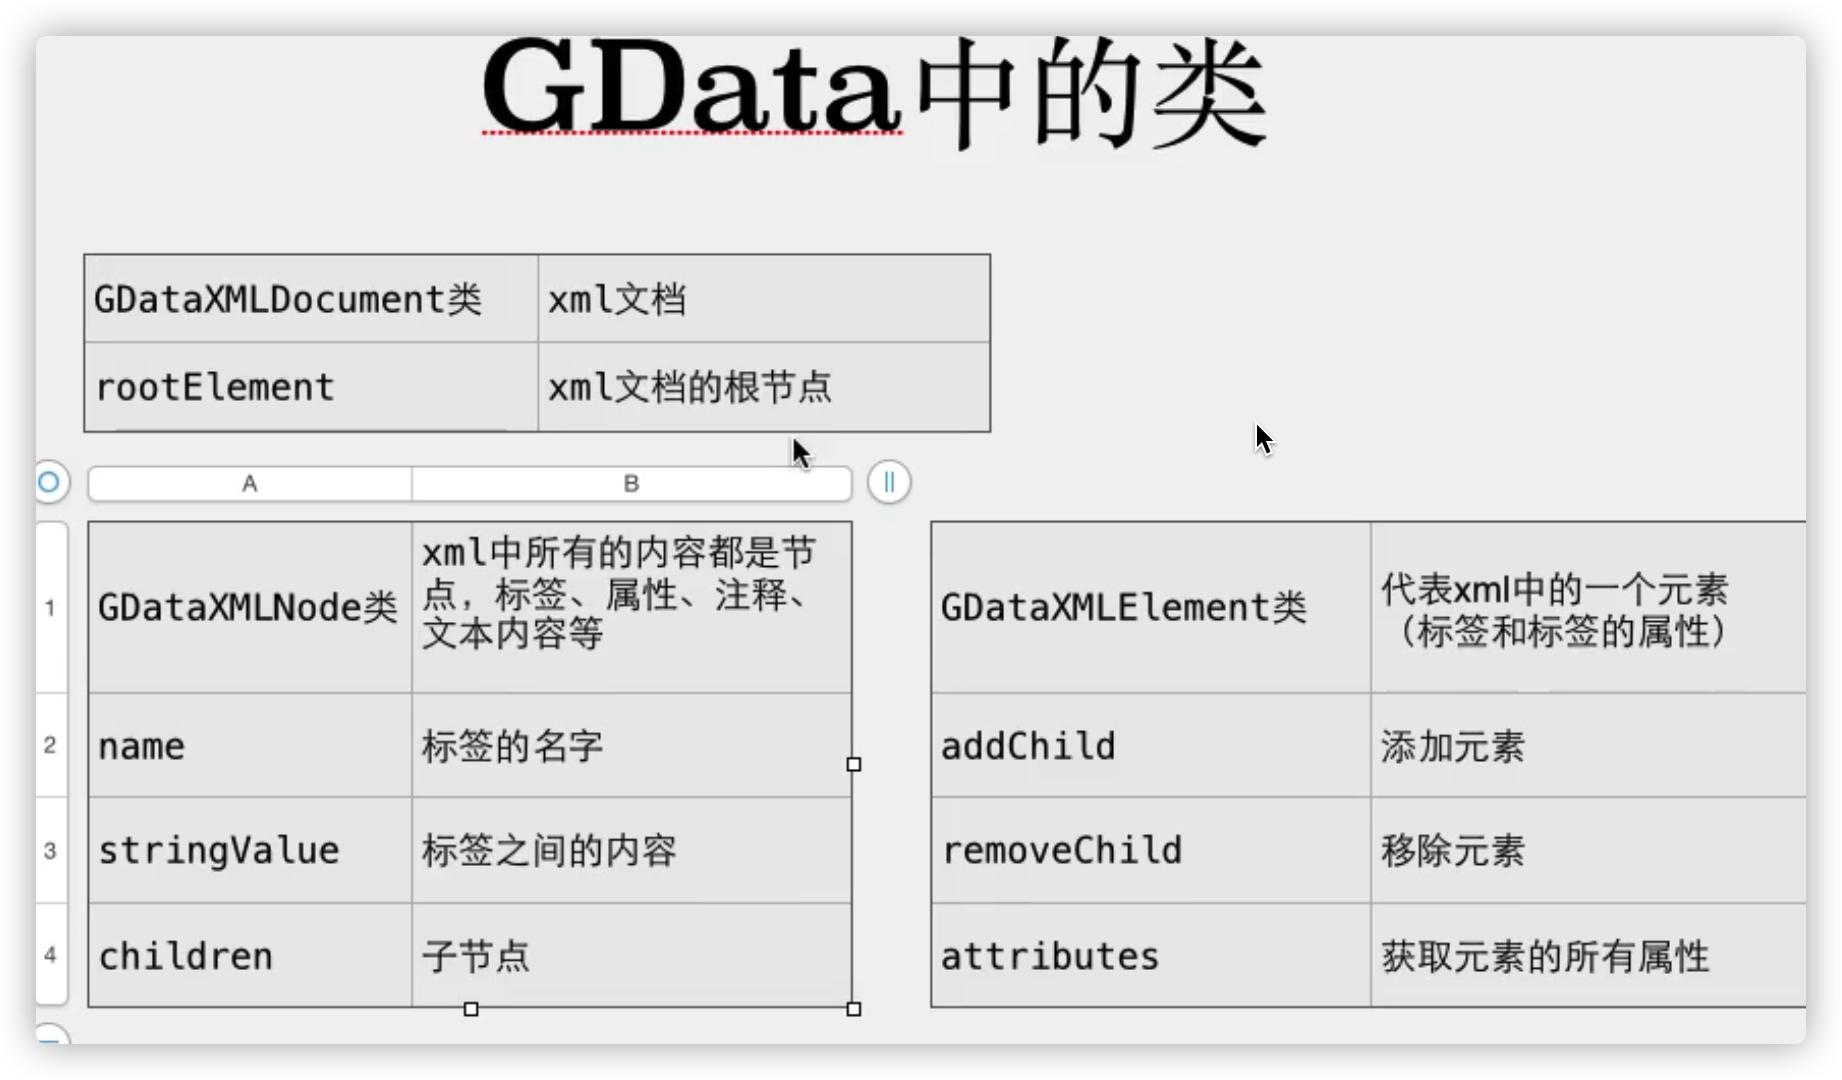 GData中的类
GDataXMLDocument类 xml文档
rootElement xml文档的根节点
A B
1 GDataXMLNode类 xml中所有的内容都是节
点，标签、属性、注释、
文本内容等
2 name 标签的名字
3 stringValue 标签之间的内容
4 children 子节点
GDataXMLElement类 代表xml中的一个元素
（标签和标签的属性）
addChild 添加元素
removeChild 移除元素
attributes 获取元素的所有属性